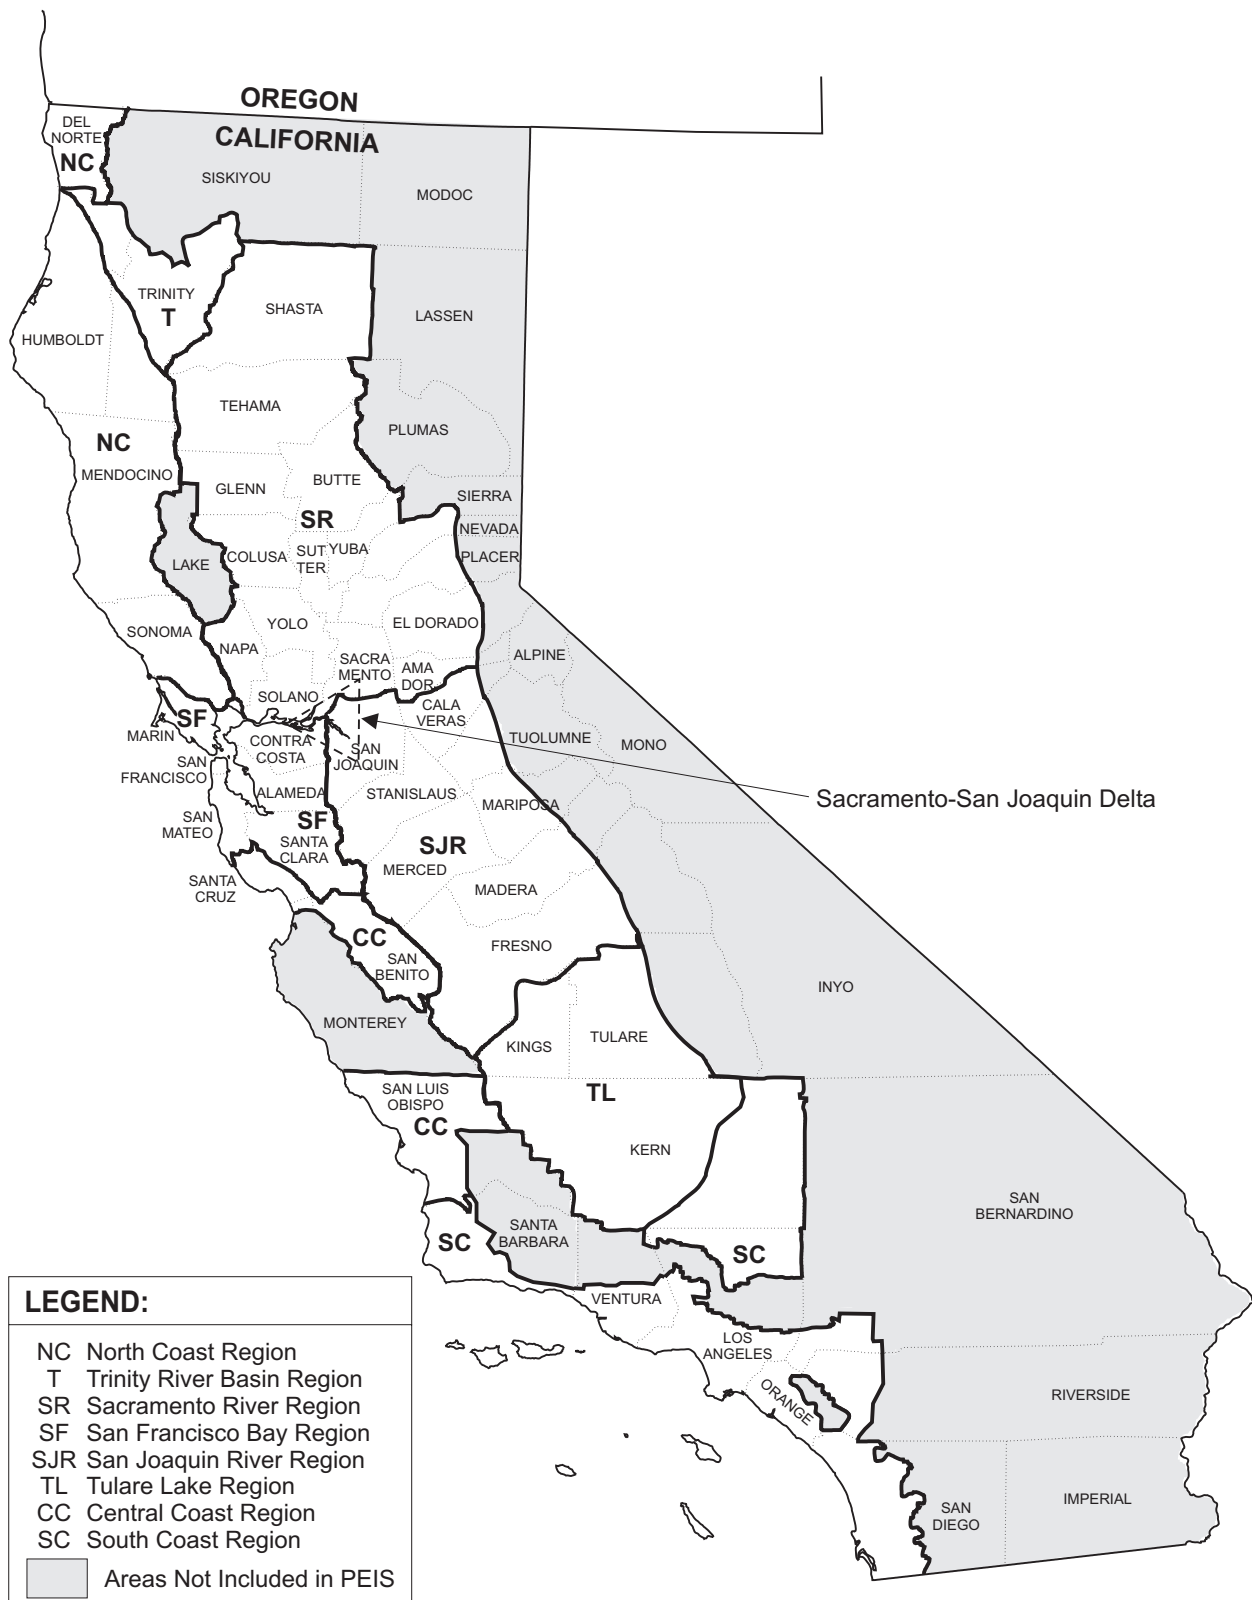 OREGON
CALIFORNIA
DEL
NORTE
NC
SISKIYOU
MODOC
TRINITY
T
SHASTA
LASSEN
HUMBOLDT
TEHAMA
PLUMAS
NC
MENDOCINO
GLENN
BUTTE
SIERRA
SR
NEVADA
LAKE
COLUSA
SUT
TER
YUBA
PLACER
SONOMA
YOLO
EL DORADO
NAPA
SACRA
MENTO
AMA
DOR
ALPINE
SOLANO
SF
MARIN
CALA
VERAS
CONTRA
COSTA
SAN
JOAQUIN
TUOLUMNE
MONO
SAN
FRANCISCO
ALAMEDA
STANISLAUS
MARIPOSA
Sacramento-San Joaquin Delta
SAN
MATEO
SF
SANTA
CLARA
SJR
MERCED
SANTA
CRUZ
MADERA
CC
SAN
BENITO
FRESNO
INYO
MONTEREY
KINGS
TULARE
SAN LUIS
OBISPO
CC
TL
KERN
SAN
BERNARDINO
SANTA
BARBARA
SC
SC
VENTURA
LOS
ANGELES
ORANGE
RIVERSIDE
SAN
DIEGO
IMPERIAL
LEGEND:
NC North Coast Region
T Trinity River Basin Region
SR Sacramento River Region
SF San Francisco Bay Region
SJR San Joaquin River Region
TL Tulare Lake Region
CC Central Coast Region
SC South Coast Region
Areas Not Included in PEIS